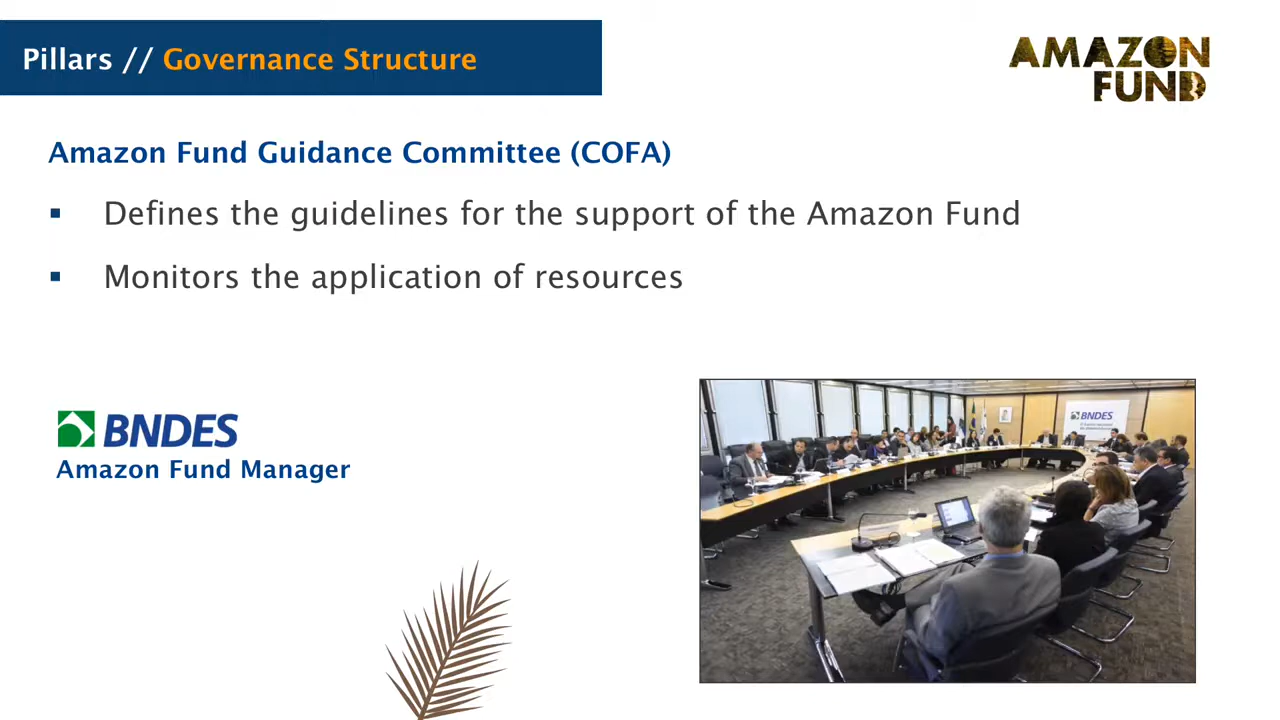 Pillars // Governance Structure
AMAZON
FUND
Amazon Fund Guidance Committee (COFA)
▪ Defines the guidelines for the support of the Amazon Fund
▪ Monitors the application of resources
BNDES
Amazon Fund Manager
BNDES